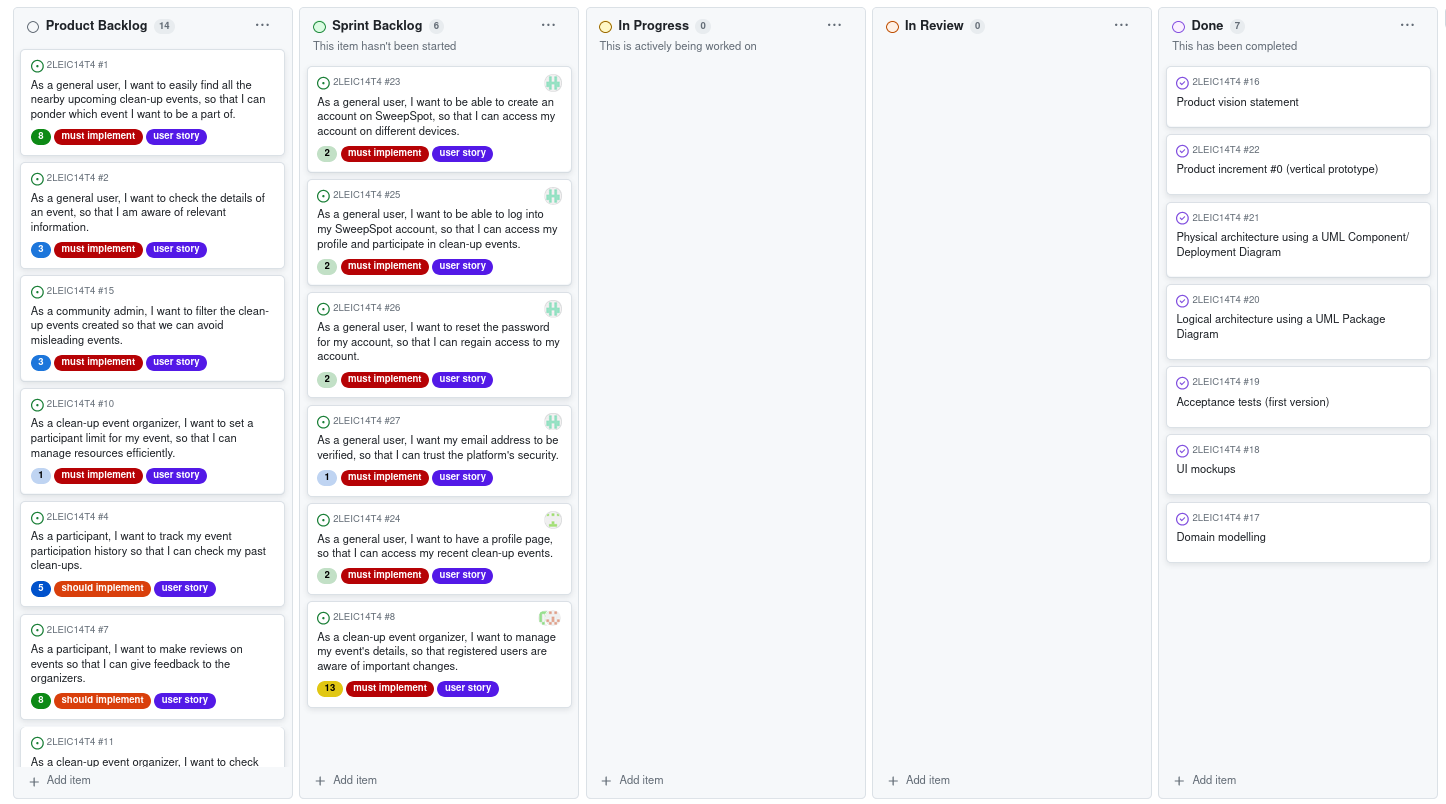 Product Backlog 14 ...
2LEIC14T4 #1
As a general user, I want to easily find all the
nearby upcoming clean-up events, so that I can
ponder which event I want to be a part of.
8 must implement user story
2LEIC14T4 #2
As a general user, I want to check the details of
an event, so that I am aware of relevant
information.
3 must implement user story
2LEIC14T4 #15
As a community admin, I want to filter the clean-
up events created so that we can avoid
misleading events.
3 must implement user story
2LEIC14T4 #10
As a clean-up event organizer, I want to set a
participant limit for my event, so that I can
manage resources efficiently.
1 must implement user story
2LEIC14T4 #4
As a participant, I want to track my event
participation history so that I can check my past
clean-ups.
5 should implement user story
2LEIC14T4 #7
As a participant, I want to make reviews on
events so that I can give feedback to the
organizers.
8 should implement user story
2LEIC14T4 #11
As a clean-up event organizer, I want to check
+ Add item
Sprint Backlog 6 ...
This item hasn't been started
2LEIC14T4 #23
As a general user, I want to be able to create an
account on SweepSpot, so that I can access my
account on different devices.
2 must implement user story
2LEIC14T4 #25
As a general user, I want to be able to log into
my SweepSpot account, so that I can access my
profile and participate in clean-up events.
2 must implement user story
2LEIC14T4 #26
As a general user, I want to reset the password
for my account, so that I can regain access to my
account.
2 must implement user story
2LEIC14T4 #27
As a general user, I want my email address to be
verified, so that I can trust the platform's security.
1 must implement user story
2LEIC14T4 #24
As a general user, I want to have a profile page,
so that I can access my recent clean-up events.
2 must implement user story
2LEIC14T4 #8
As a clean-up event organizer, I want to manage
my event's details, so that registered users are
aware of important changes.
13 must implement user story
+ Add item
In Progress 0 ...
This is actively being worked on
+ Add item
In Review 0 ...
+ Add item
Done 7 ...
This has been completed
2LEIC14T4 #16
Product vision statement
2LEIC14T4 #22
Product increment #0 (vertical prototype)
2LEIC14T4 #21
Physical architecture using a UML Component/
Deployment Diagram
2LEIC14T4 #20
Logical architecture using a UML Package
Diagram
2LEIC14T4 #19
Acceptance tests (first version)
2LEIC14T4 #18
UI mockups
2LEIC14T4 #17
Domain modelling
+ Add item